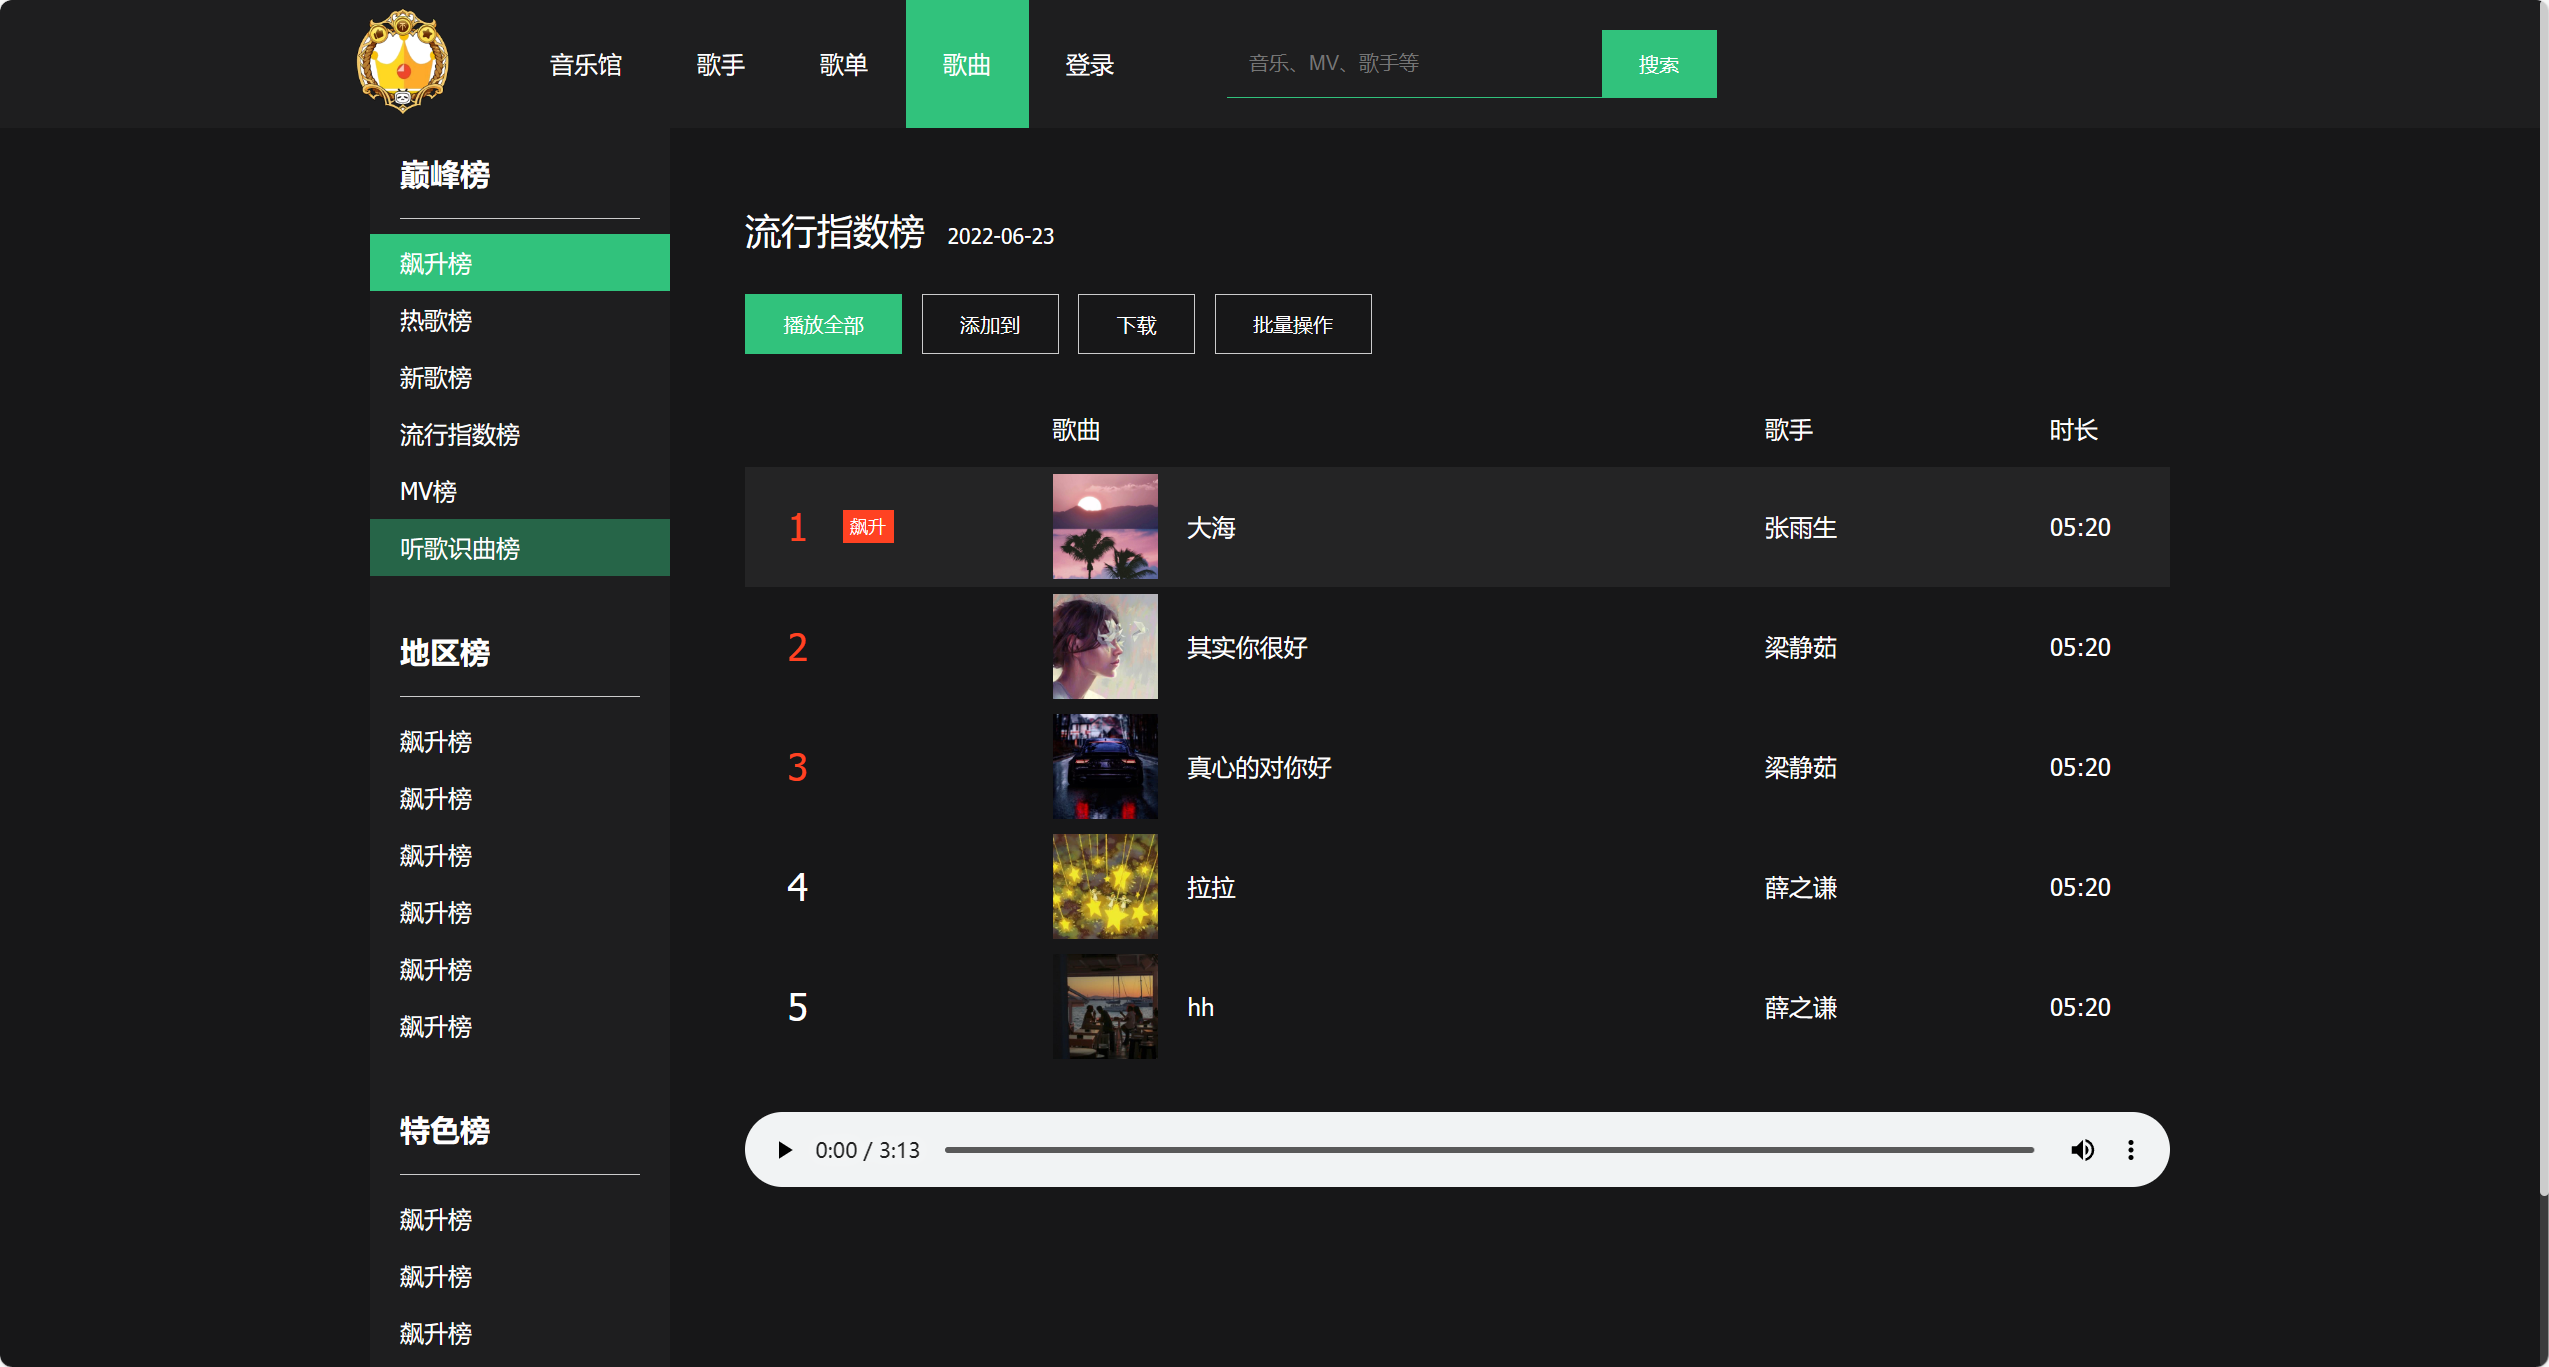 音乐馆 歌手 歌单 歌曲 登录 音乐、MV、歌手等 搜索
巅峰榜
飙升榜
热歌榜
新歌榜
流行指数榜
MV榜
听歌识曲榜
地区榜
飙升榜
飙升榜
飙升榜
飙升榜
飙升榜
飙升榜
特色榜
飙升榜
飙升榜
飙升榜
流行指数榜 2022-06-23
播放全部 添加到 下载 批量操作
歌曲 歌手 时长
1 飙升 大海 张雨生 05:20
2 其实你很好 梁静茹 05:20
3 真心的对你好 梁静茹 05:20
4 拉拉 薛之谦 05:20
5 hh 薛之谦 05:20
0:00 / 3:13